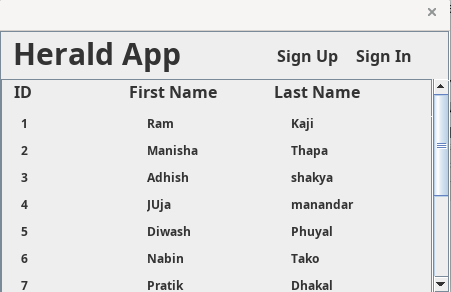 Herald App Sign Up Sign In
ID First Name Last Name
1 Ram Kaji
2 Manisha Thapa
3 Adhish shakya
4 JUja manandar
5 Diwash Phuyal
6 Nabin Tako
7 Pratik Dhakal